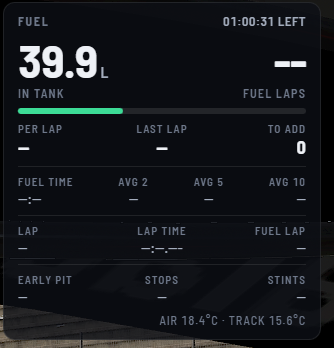 FUEL 01:00:31 LEFT
39.9 L --
IN TANK FUEL LAPS
PER LAP LAST LAP TO ADD
– – 0
FUEL TIME AVG 2 AVG 5 AVG 10
–:– – – –
LAP LAP TIME FUEL LAP
– –:–.–– –
EARLY PIT STOPS STINTS
– – –
AIR 18.4°C · TRACK 15.6°C